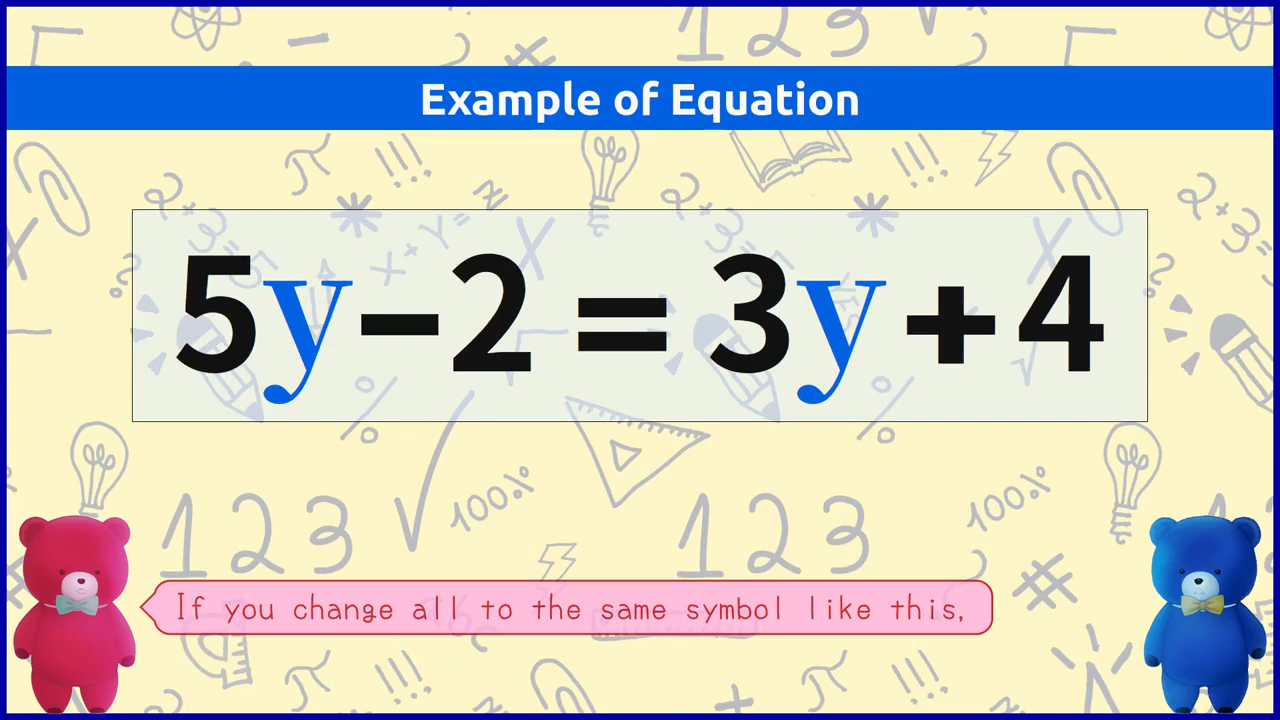 Example of Equation
5y−2=3y+4
If you change all to the same symbol like this,